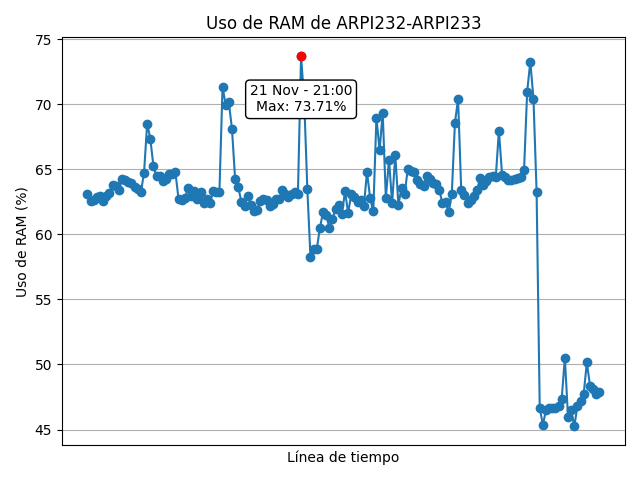 Uso de RAM de ARPI232-ARPI233
75
70
65
60
55
50
45
Uso de RAM (%)
21 Nov - 21:00
Max: 73.71%
Línea de tiempo